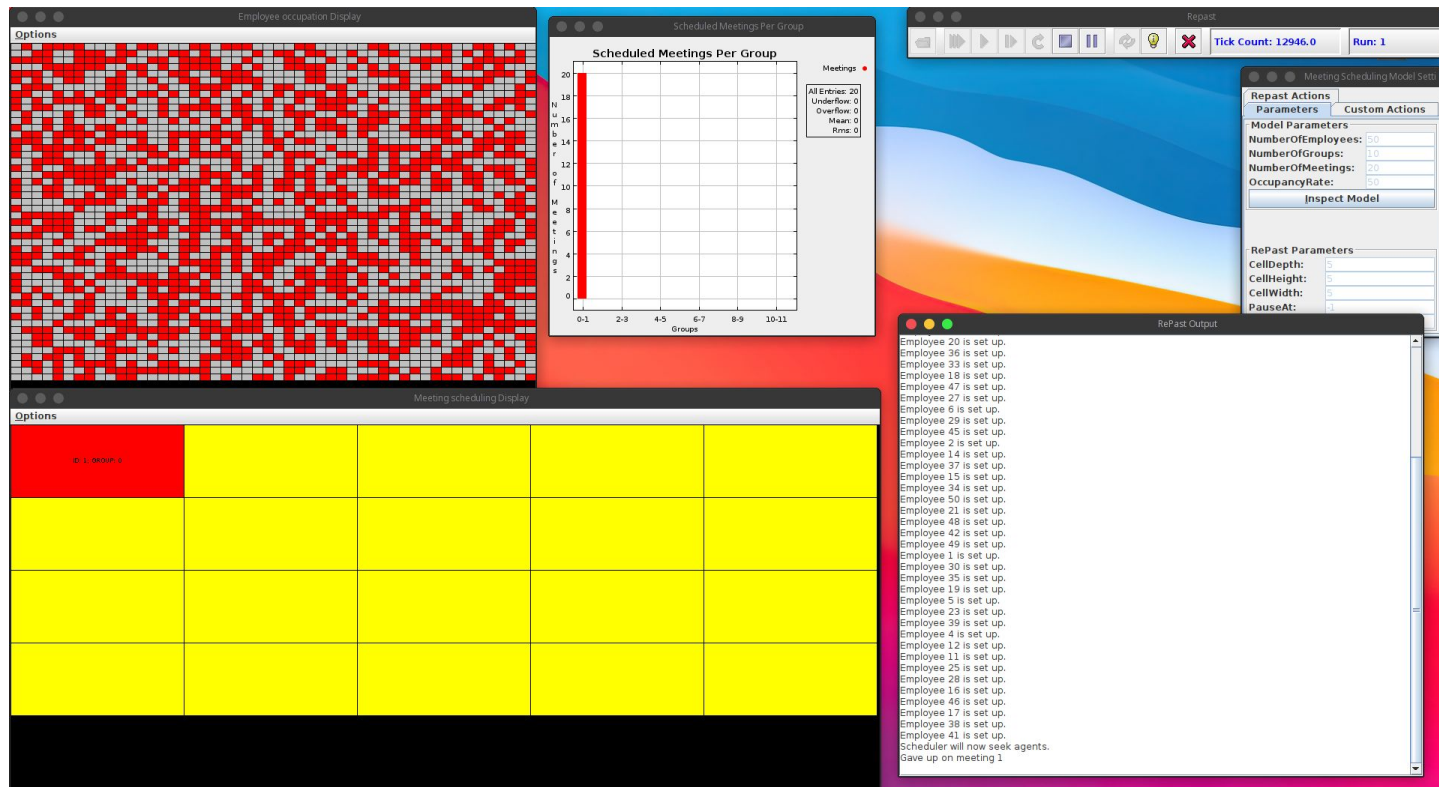 Employee occupation Display
Options
Scheduled Meetings Per Group
Scheduled Meetings Per Group
Meetings
All Entries: 20
Underflow: 0
Overflow: 0
Mean: 0
Rms: 0
Number of Meetings
20
18
16
14
12
10
8
6
4
2
0
0-1 2-3 4-5 6-7 8-9 10-11
Groups
Repast
Tick Count: 12946.0 Run: 1
Meeting Scheduling Model Setti
Repast Actions
Parameters Custom Actions
Model Parameters
NumberOfEmployees: 50
NumberOfGroups: 10
NumberOfMeetings: 20
OccupancyRate: 50
Inspect Model
RePast Parameters
CellDepth: 5
CellHeight: 5
CellWidth: 5
PauseAt: -1
Meeting scheduling Display
Options
ID: 1; GROUP:
RePast Output
Employee 20 is set up.
Employee 36 is set up.
Employee 33 is set up.
Employee 18 is set up.
Employee 47 is set up.
Employee 27 is set up.
Employee 6 is set up.
Employee 29 is set up.
Employee 45 is set up.
Employee 2 is set up.
Employee 14 is set up.
Employee 37 is set up.
Employee 15 is set up.
Employee 34 is set up.
Employee 50 is set up.
Employee 21 is set up.
Employee 48 is set up.
Employee 42 is set up.
Employee 49 is set up.
Employee 1 is set up.
Employee 30 is set up.
Employee 35 is set up.
Employee 19 is set up.
Employee 5 is set up.
Employee 23 is set up.
Employee 39 is set up.
Employee 4 is set up.
Employee 12 is set up.
Employee 11 is set up.
Employee 25 is set up.
Employee 28 is set up.
Employee 16 is set up.
Employee 46 is set up.
Employee 17 is set up.
Employee 38 is set up.
Employee 41 is set up.
Scheduler will now seek agents.
Gave up on meeting 1